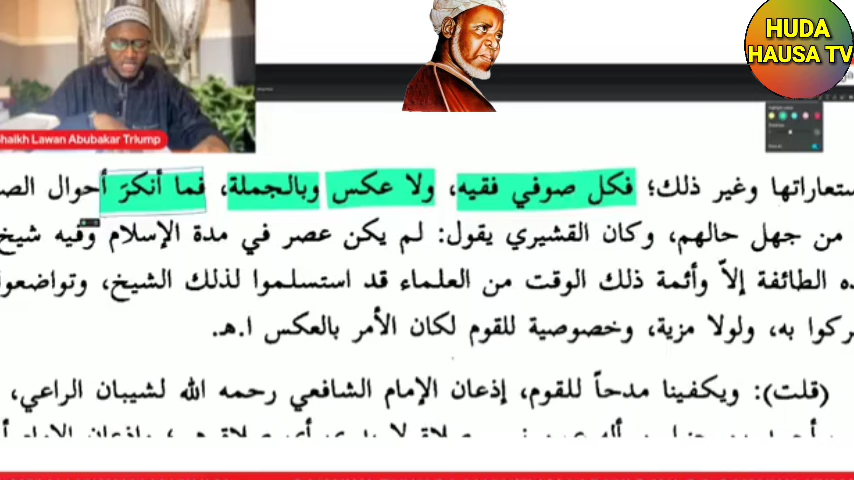 HUDA
HAUSA TV
Shaikh Lawan Abubakar Triump
ستعاراتها وغير ذلك؛ فكل صوفي فقيه، ولا عكس وبالجملة، فما أنكرَ أحوال الص
من جهل حالهم، وكان القشيري يقول: لم يكن عصر في مدة الإسلام وفيه شيخ
ذه الطائفة إلاّ وأئمة ذلك الوقت من العلماء قد استسلموا لذلك الشيخ، وتواضعوا
ركوا به، ولولا مزية، وخصوصية للقوم لكان الأمر بالعكس ا.هـ.
(قلت): ويكفينا مدحاً للقوم، إذعان الإمام الشافعي رحمه الله لشيبان الراعي،